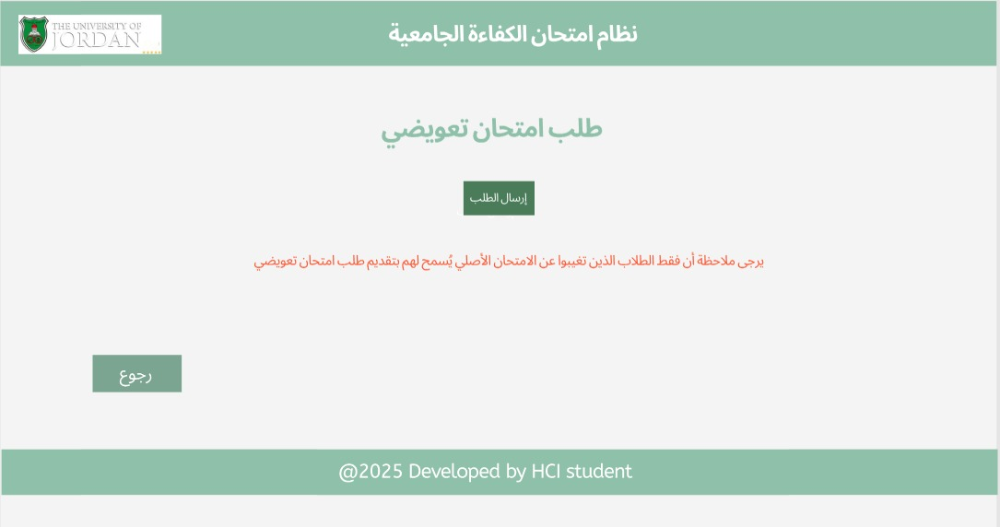 THE UNIVERSITY OF
JORDAN
نظام امتحان الكفاءة الجامعية
طلب امتحان تعويضي
إرسال الطلب
يرجى ملاحظة أن فقط الطلاب الذين تغيبوا عن الامتحان الأصلي يُسمح لهم بتقديم طلب امتحان تعويضي
رجوع
@2025 Developed by HCI student